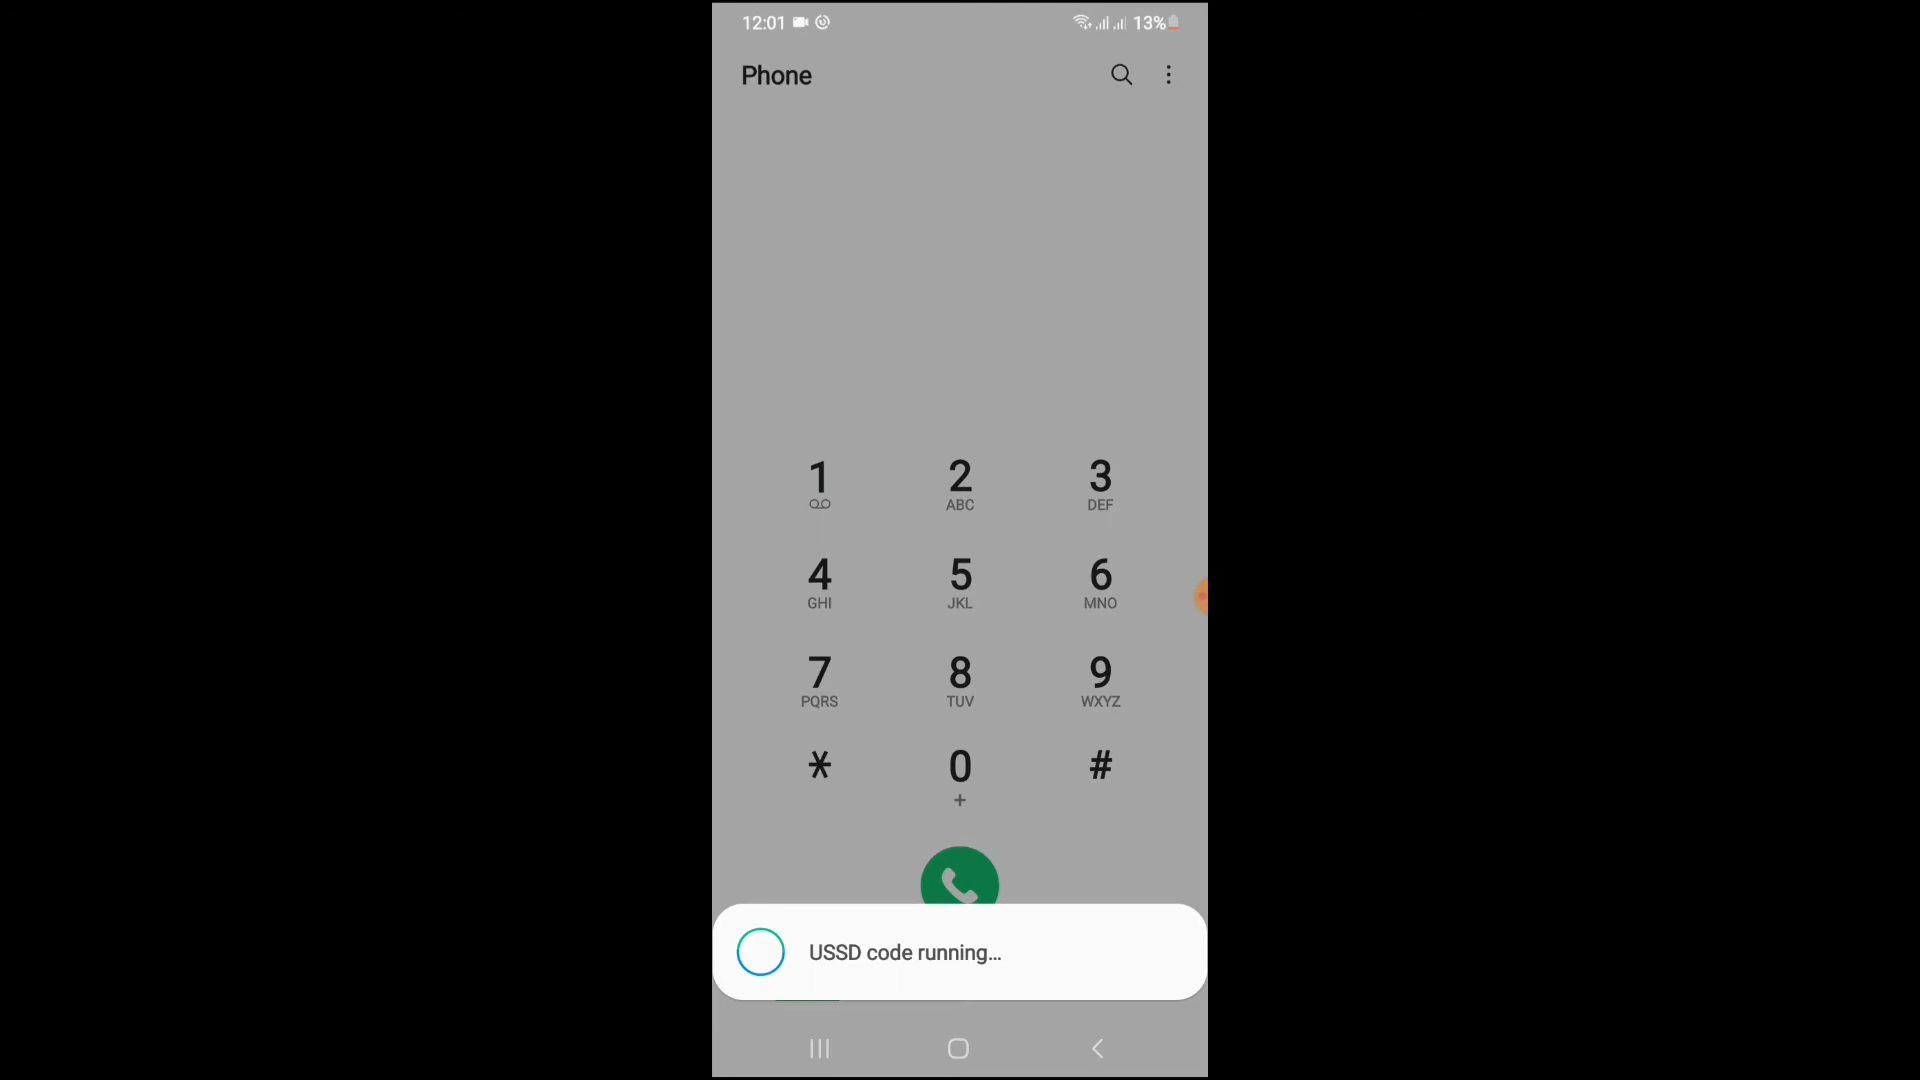 12:01 13%
Phone
1 2 3
ABC DEF
4 5 6
GHI JKL MNO
7 8 9
PQRS TUV WXYZ
* 0 #
+
USSD code running...